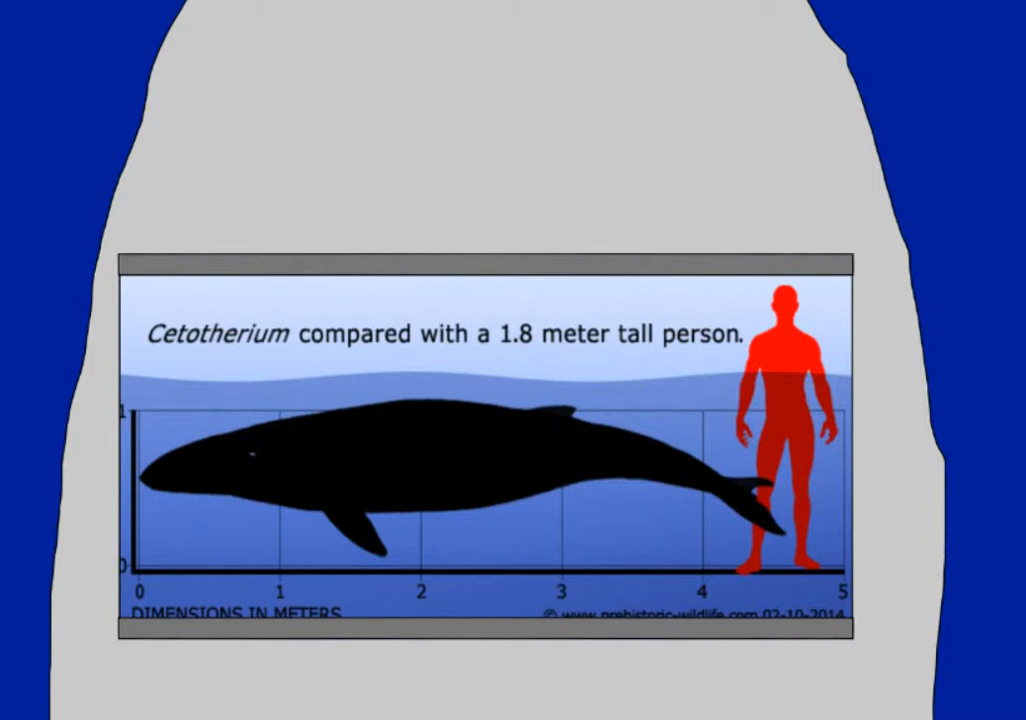 Cetotherium compared with a 1.8 meter tall person.
1
0
0 1 2 3 4 5
DIMENSIONS IN METERS © www.prehistoric-wildlife.com 02-10-2014